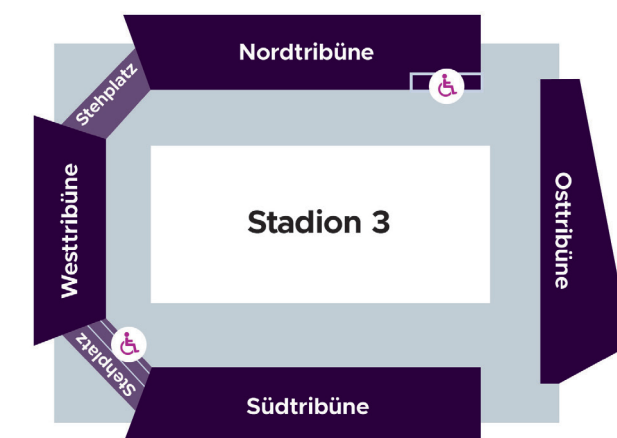 Nordtribüne
Stehplatz
Westtribüne
Stadion 3
Osttribüne
Stehplatz
Südtribüne